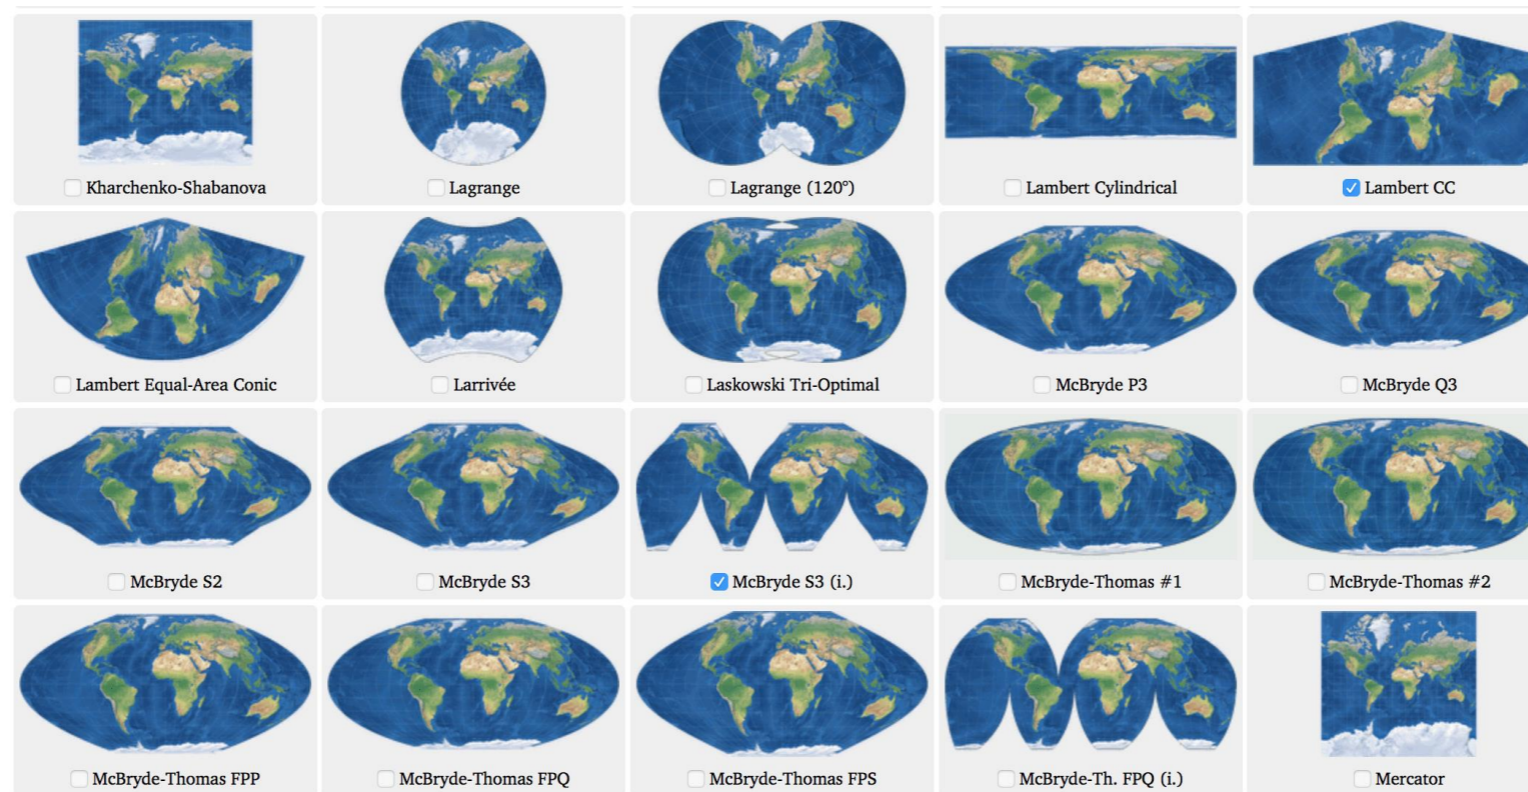 Kharchenko-Shabanova
Lagrange
Lagrange (120°)
Lambert Cylindrical
Lambert CC
Lambert Equal-Area Conic
Larrivée
Laskowski Tri-Optimal
McBryde P3
McBryde Q3
McBryde S2
McBryde S3
McBryde S3 (i.)
McBryde-Thomas #1
McBryde-Thomas #2
McBryde-Thomas FPP
McBryde-Thomas FPQ
McBryde-Thomas FPS
McBryde-Th. FPQ (i.)
Mercator